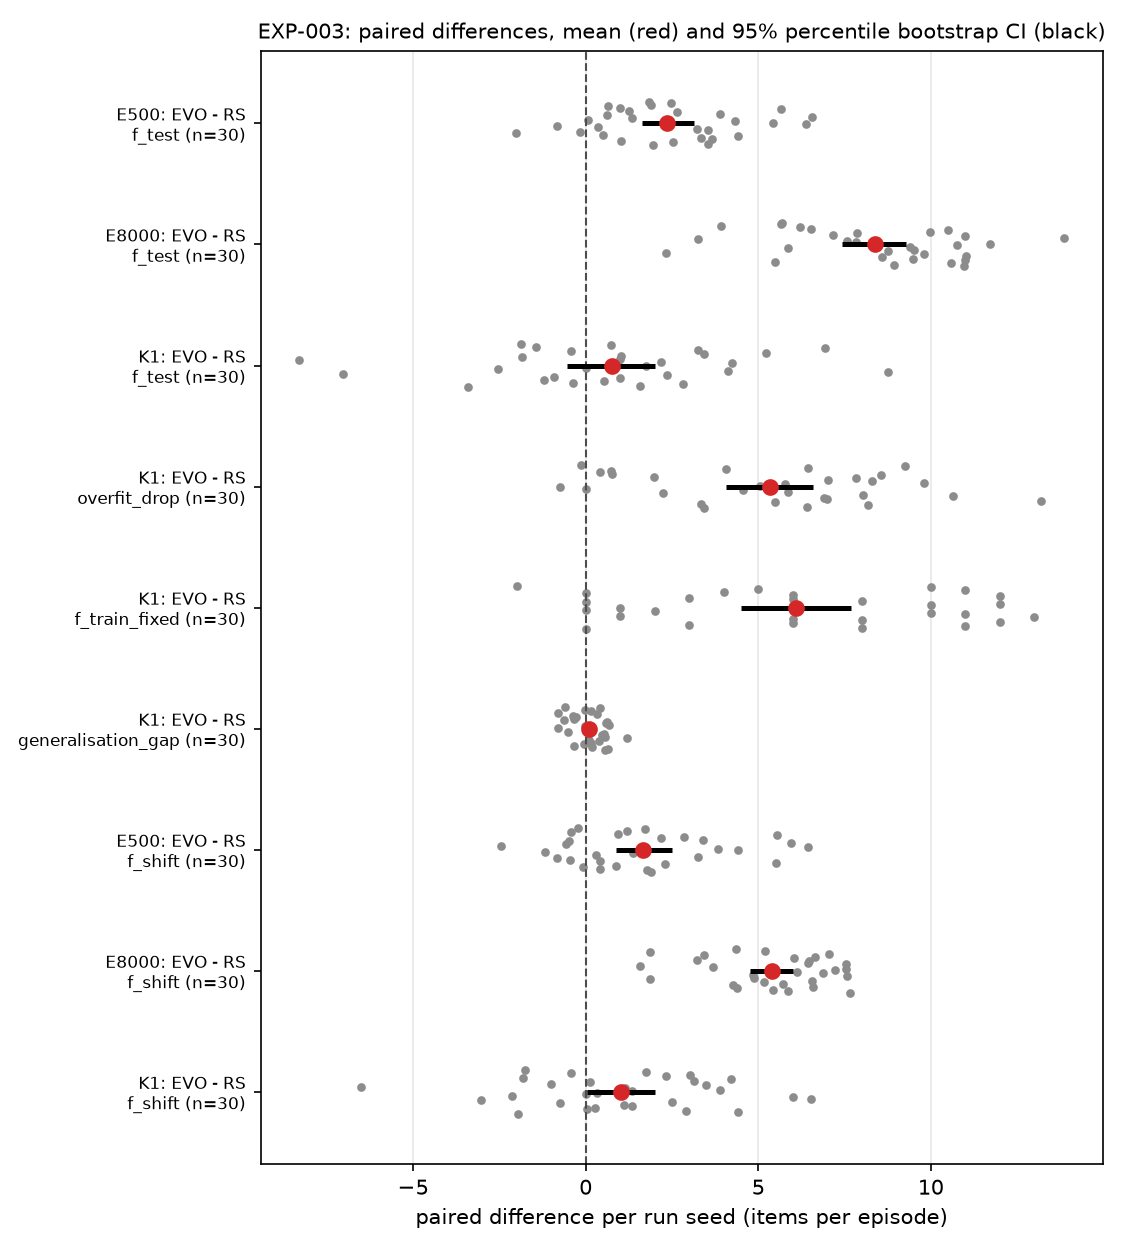 EXP-003: paired differences, mean (red) and 95% percentile bootstrap CI (black)
E500: EVO - RS
f_test (n=30)
E8000: EVO - RS
f_test (n=30)
K1: EVO - RS
f_test (n=30)
K1: EVO - RS
overfit_drop (n=30)
K1: EVO - RS
f_train_fixed (n=30)
K1: EVO - RS
generalisation_gap (n=30)
E500: EVO - RS
f_shift (n=30)
E8000: EVO - RS
f_shift (n=30)
K1: EVO - RS
f_shift (n=30)
−5 0 5 10
paired difference per run seed (items per episode)